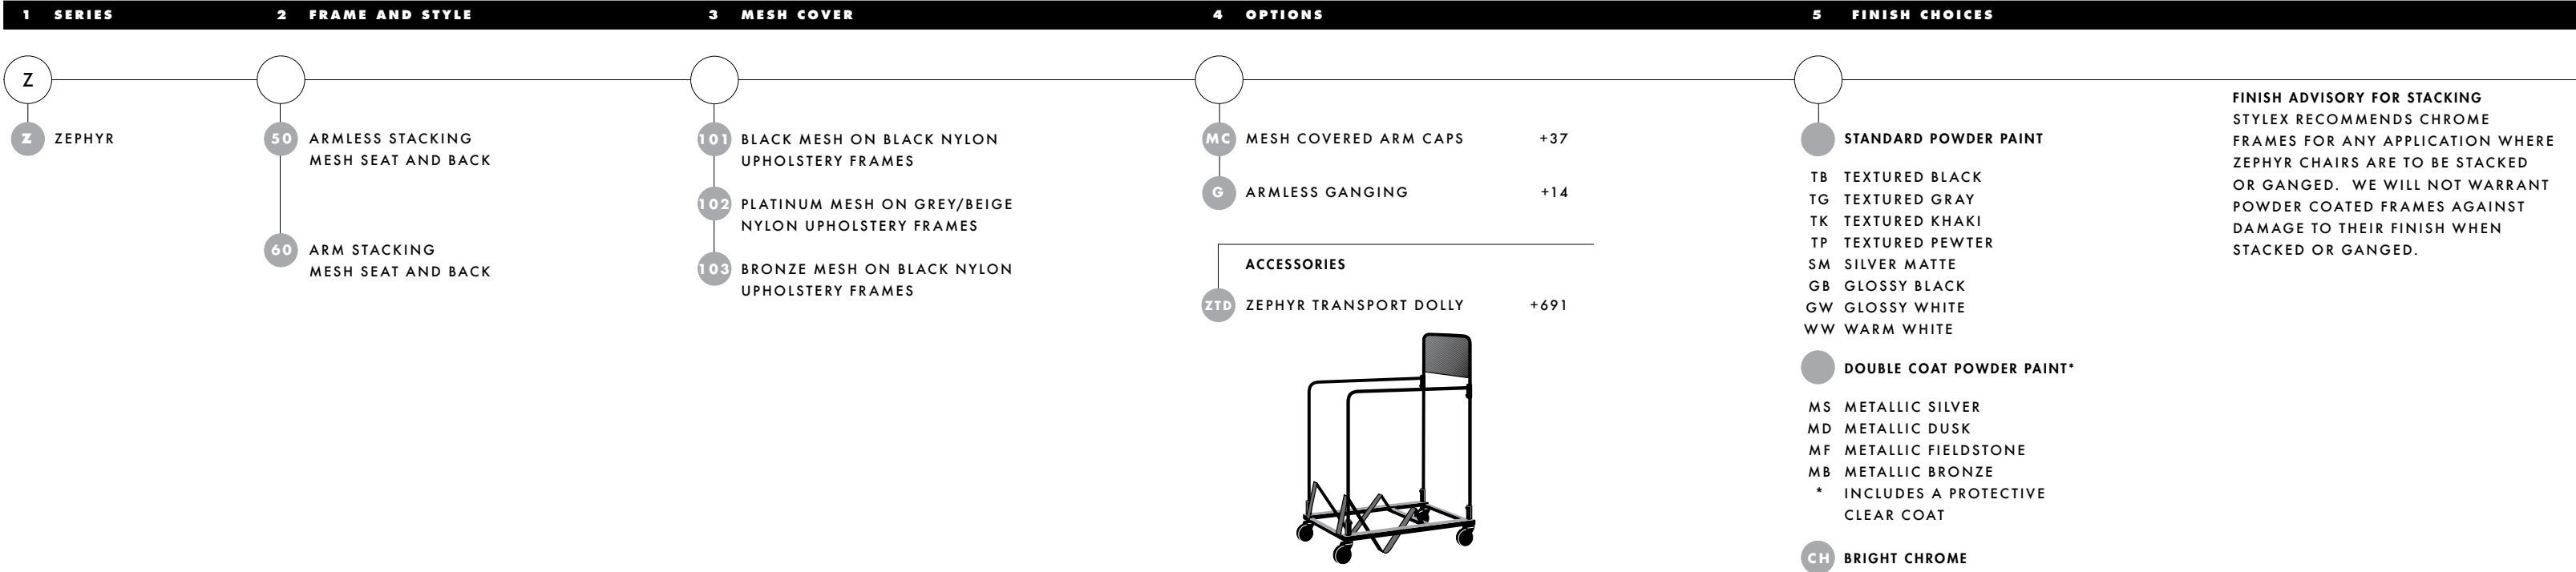 1 SERIES
2 FRAME AND STYLE
3 MESH COVER
4 OPTIONS
5 FINISH CHOICES
Z
Z ZEPHYR
50 ARMLESS STACKING
MESH SEAT AND BACK
60 ARM STACKING
MESH SEAT AND BACK
101 BLACK MESH ON BLACK NYLON
UPHOLSTERY FRAMES
102 PLATINUM MESH ON GREY/BEIGE
NYLON UPHOLSTERY FRAMES
103 BRONZE MESH ON BLACK NYLON
UPHOLSTERY FRAMES
MC MESH COVERED ARM CAPS +37
G ARMLESS GANGING +14
ACCESSORIES
ZTD ZEPHYR TRANSPORT DOLLY +691
STANDARD POWDER PAINT
TB TEXTURED BLACK
TG TEXTURED GRAY
TK TEXTURED KHAKI
TP TEXTURED PEWTER
SM SILVER MATTE
GB GLOSSY BLACK
GW GLOSSY WHITE
WW WARM WHITE
DOUBLE COAT POWDER PAINT*
MS METALLIC SILVER
MD METALLIC DUSK
MF METALLIC FIELDSTONE
MB METALLIC BRONZE
* INCLUDES A PROTECTIVE
CLEAR COAT
CH BRIGHT CHROME
FINISH ADVISORY FOR STACKING
STYLEX RECOMMENDS CHROME
FRAMES FOR ANY APPLICATION WHERE
ZEPHYR CHAIRS ARE TO BE STACKED
OR GANGED. WE WILL NOT WARRANT
POWDER COATED FRAMES AGAINST
DAMAGE TO THEIR FINISH WHEN
STACKED OR GANGED.